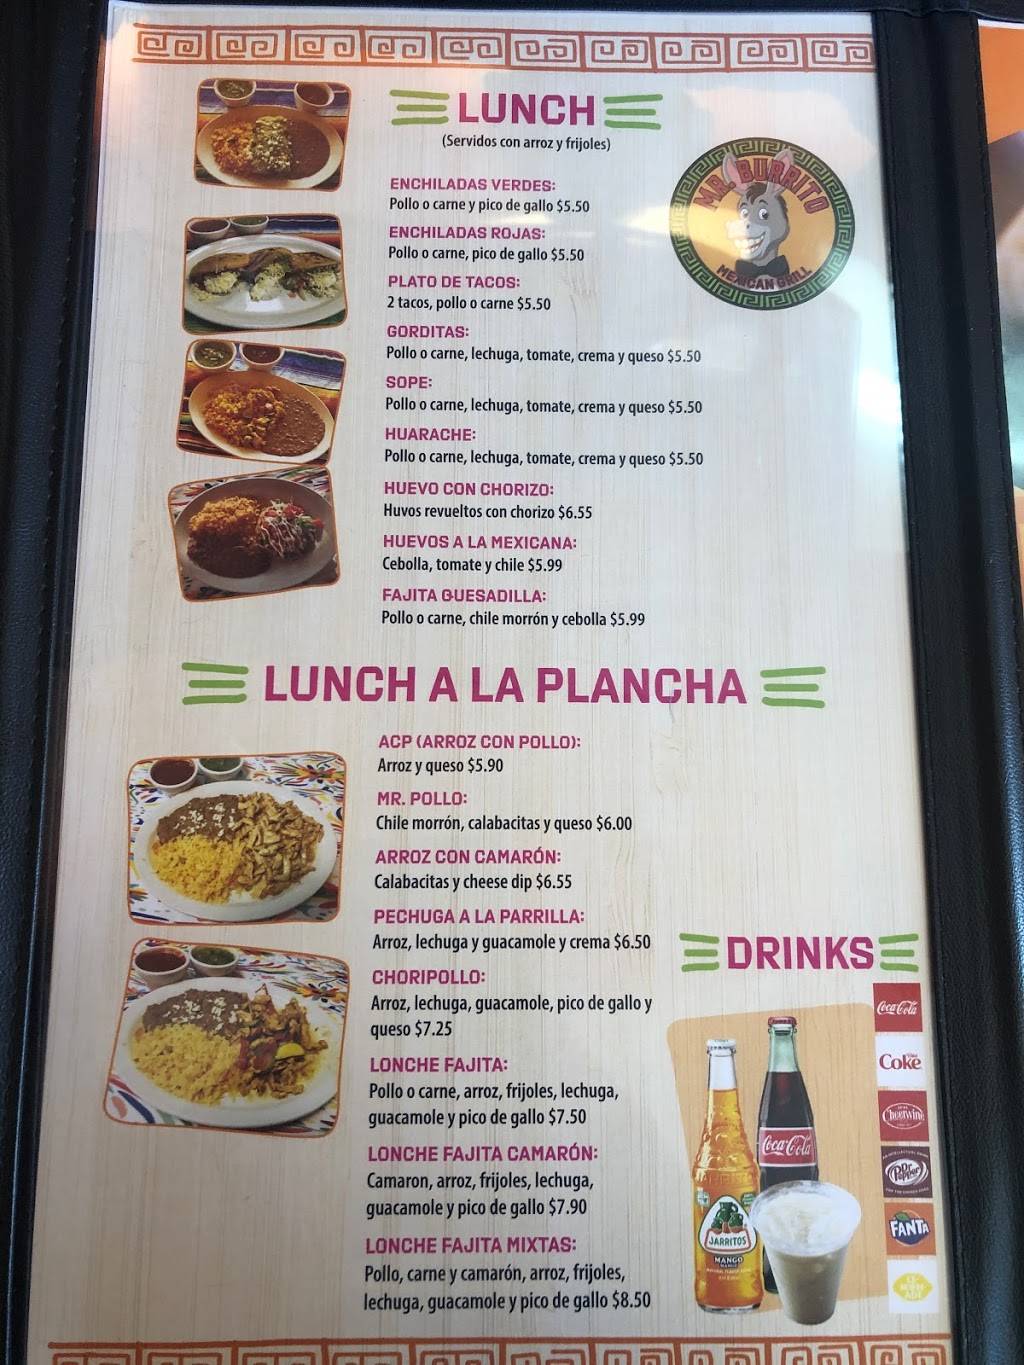 LUNCH
(Servidos con arroz y frijoles)
MR. BURRITO
MEXICAN GRILL
ENCHILADAS VERDES:
Pollo o carne y pico de gallo $5.50
ENCHILADAS ROJAS:
Pollo o carne, pico de gallo $5.50
PLATO DE TACOS:
2 tacos, pollo o carne $5.50
GORDITAS:
Pollo o carne, lechuga, tomate, crema y queso $5.50
SOPE:
Pollo o carne, lechuga, tomate, crema y queso $5.50
HUARACHE:
Pollo o carne, lechuga, tomate, crema y queso $5.50
HUEVO CON CHORIZO:
Huvos revueltos con chorizo $6.55
HUEVOS A LA MEXICANA:
Cebolla, tomate y chile $5.99
FAJITA QUESADILLA:
Pollo o carne, chile morrón y cebolla $5.99
LUNCH A LA PLANCHA
ACP (ARROZ CON POLLO):
Arroz y queso $5.90
MR. POLLO:
Chile morrón, calabacitas y queso $6.00
ARROZ CON CAMARÓN:
Calabacitas y cheese dip $6.55
PECHUGA A LA PARRILLA:
Arroz, lechuga y guacamole y crema $6.50
CHORIPOLLO:
Arroz, lechuga, guacamole, pico de gallo y
queso $7.25
LONCHE FAJITA:
Pollo o carne, arroz, frijoles, lechuga,
guacamole y pico de gallo $7.50
LONCHE FAJITA CAMARÓN:
Camaron, arroz, frijoles, lechuga,
guacamole y pico de gallo $7.90
LONCHE FAJITA MIXTAS:
Pollo, carne y camarón, arroz, frijoles,
lechuga, guacamole y pico de gallo $8.50
DRINKS
Coca-Cola
Coke
Cheerwine
Dr Pepper
FANTA
LE-
MON-
ADE
Coca-Cola
JARRITOS
MANGO